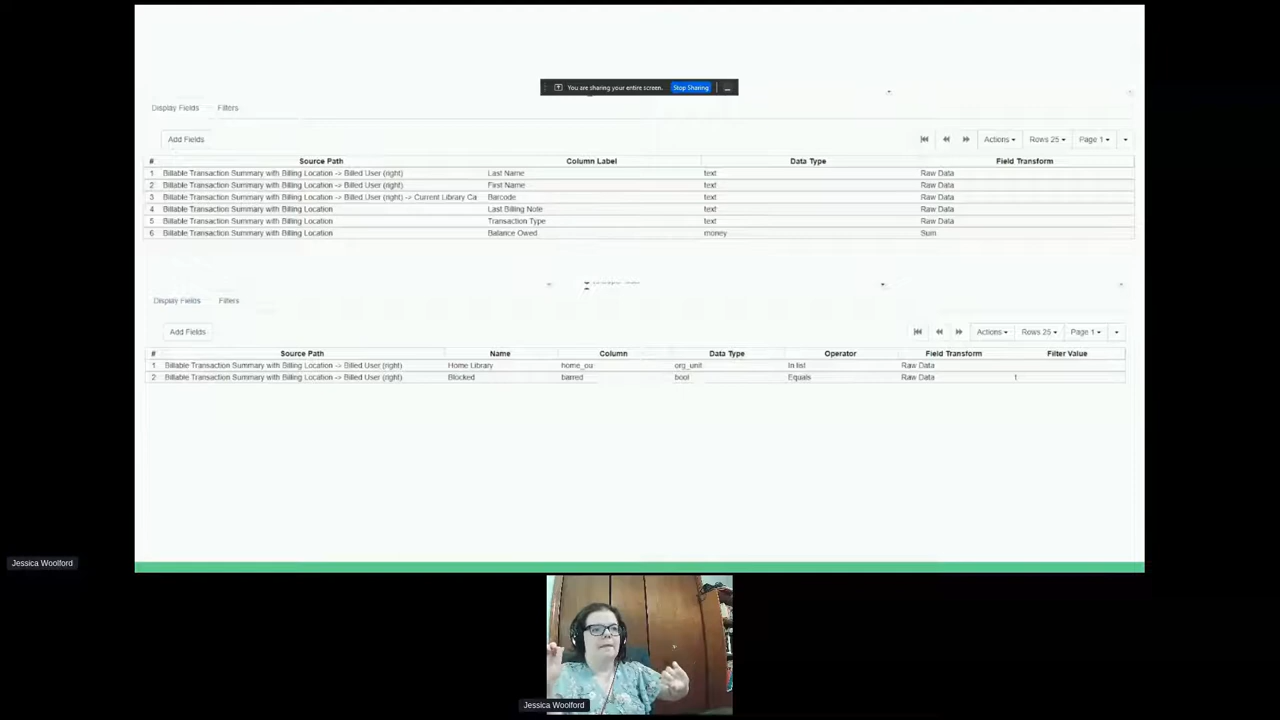 You are sharing your entire screen. Stop Sharing
Display Fields Filters
Add Fields Actions Rows 25 Page 1
# Source Path Column Label Data Type Field Transform
1 Billable Transaction Summary with Billing Location -> Billed User (right) Last Name text Raw Data
2 Billable Transaction Summary with Billing Location -> Billed User (right) First Name text Raw Data
3 Billable Transaction Summary with Billing Location -> Billed User (right) -> Current Library Ca Barcode text Raw Data
4 Billable Transaction Summary with Billing Location Last Billing Note text Raw Data
5 Billable Transaction Summary with Billing Location Transaction Type text Raw Data
6 Billable Transaction Summary with Billing Location Balance Owed money Sum
Display Fields Filters
Add Fields Actions Rows 25 Page 1
# Source Path Name Column Data Type Operator Field Transform Filter Value
1 Billable Transaction Summary with Billing Location -> Billed User (right) Home Library home_ou org_unit In list Raw Data
2 Billable Transaction Summary with Billing Location -> Billed User (right) Blocked barred bool Equals Raw Data 1
Jessica Woolford
Jessica Woolford